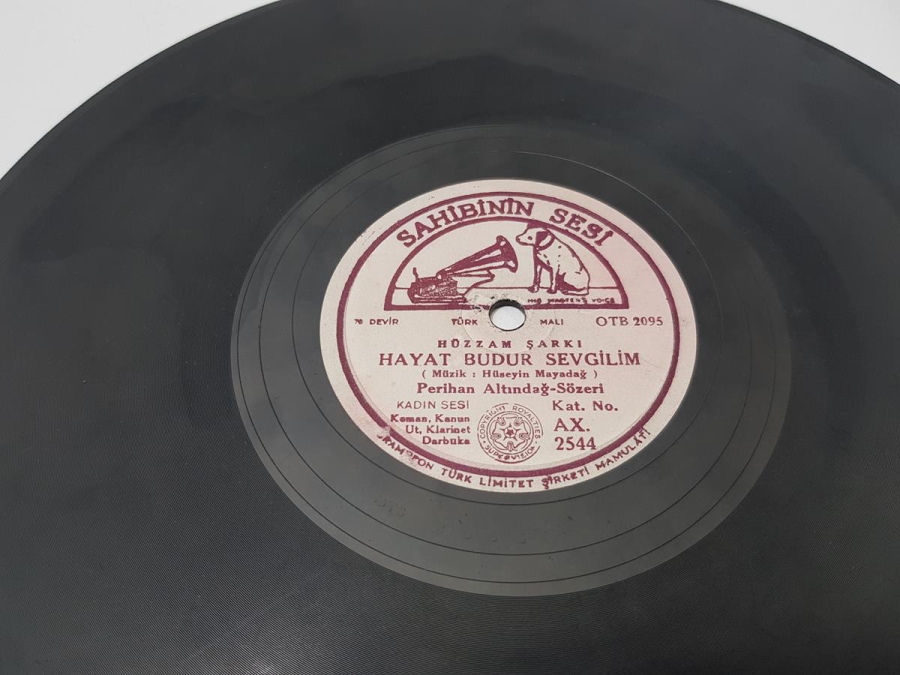 SAHİBİNİN SESİ
HIS MASTER'S VOICE
78 DEVİR TÜRK MALI OTB 2095
HÜZZAM ŞARKI
HAYAT BUDUR SEVGİLİM
( Müzik : Hüseyin Mayadağ )
Perihan Altındağ-Sözeri
KADIN SESİ
Keman, Kanun
Ut, Klarinet
Darbuka
COPYRIGHT ROYALTIES
SUPERVISION
Kat. No.
AX.
2544
GRAMOFON TÜRK LİMİTET ŞİRKETİ MAMULÂTI